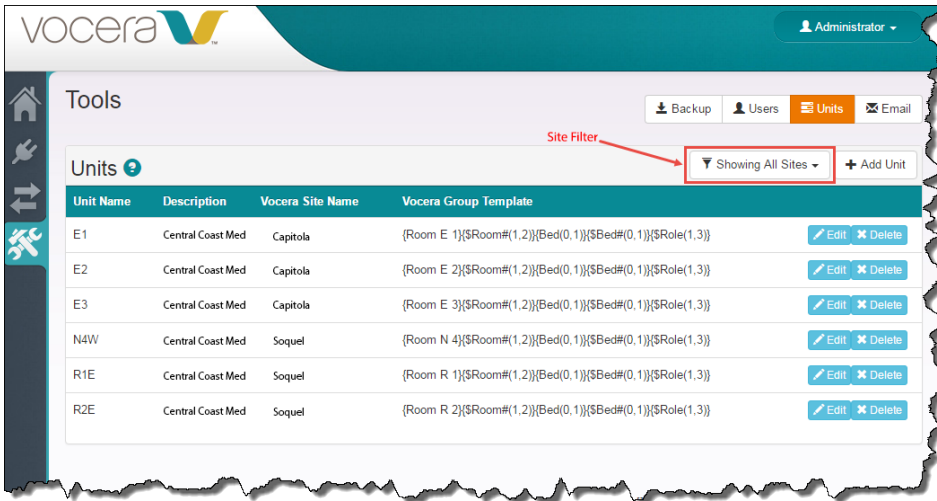 vocera
TM
Administrator
Tools
Backup Users Units Email
Site Filter
Units ?
Showing All Sites + Add Unit
Unit Name Description Vocera Site Name Vocera Group Template
E1 Central Coast Med Capitola {Room E 1}{$Room#(1,2)}{Bed(0,1)}{$Bed#(0,1)}{$Role(1,3)} Edit Delete
E2 Central Coast Med Capitola {Room E 2}{$Room#(1,2)}{Bed(0,1)}{$Bed#(0,1)}{$Role(1,3)} Edit Delete
E3 Central Coast Med Capitola {Room E 3}{$Room#(1,2)}{Bed(0,1)}{$Bed#(0,1)}{$Role(1,3)} Edit Delete
N4W Central Coast Med Soquel {Room N 4}{$Room#(1,2)}{Bed(0,1)}{$Bed#(0,1)}{$Role(1,3)} Edit Delete
R1E Central Coast Med Soquel {Room R 1}{$Room#(1,2)}{Bed(0,1)}{$Bed#(0,1)}{$Role(1,3)} Edit Delete
R2E Central Coast Med Soquel {Room R 2}{$Room#(1,2)}{Bed(0,1)}{$Bed#(0,1)}{$Role(1,3)} Edit Delete